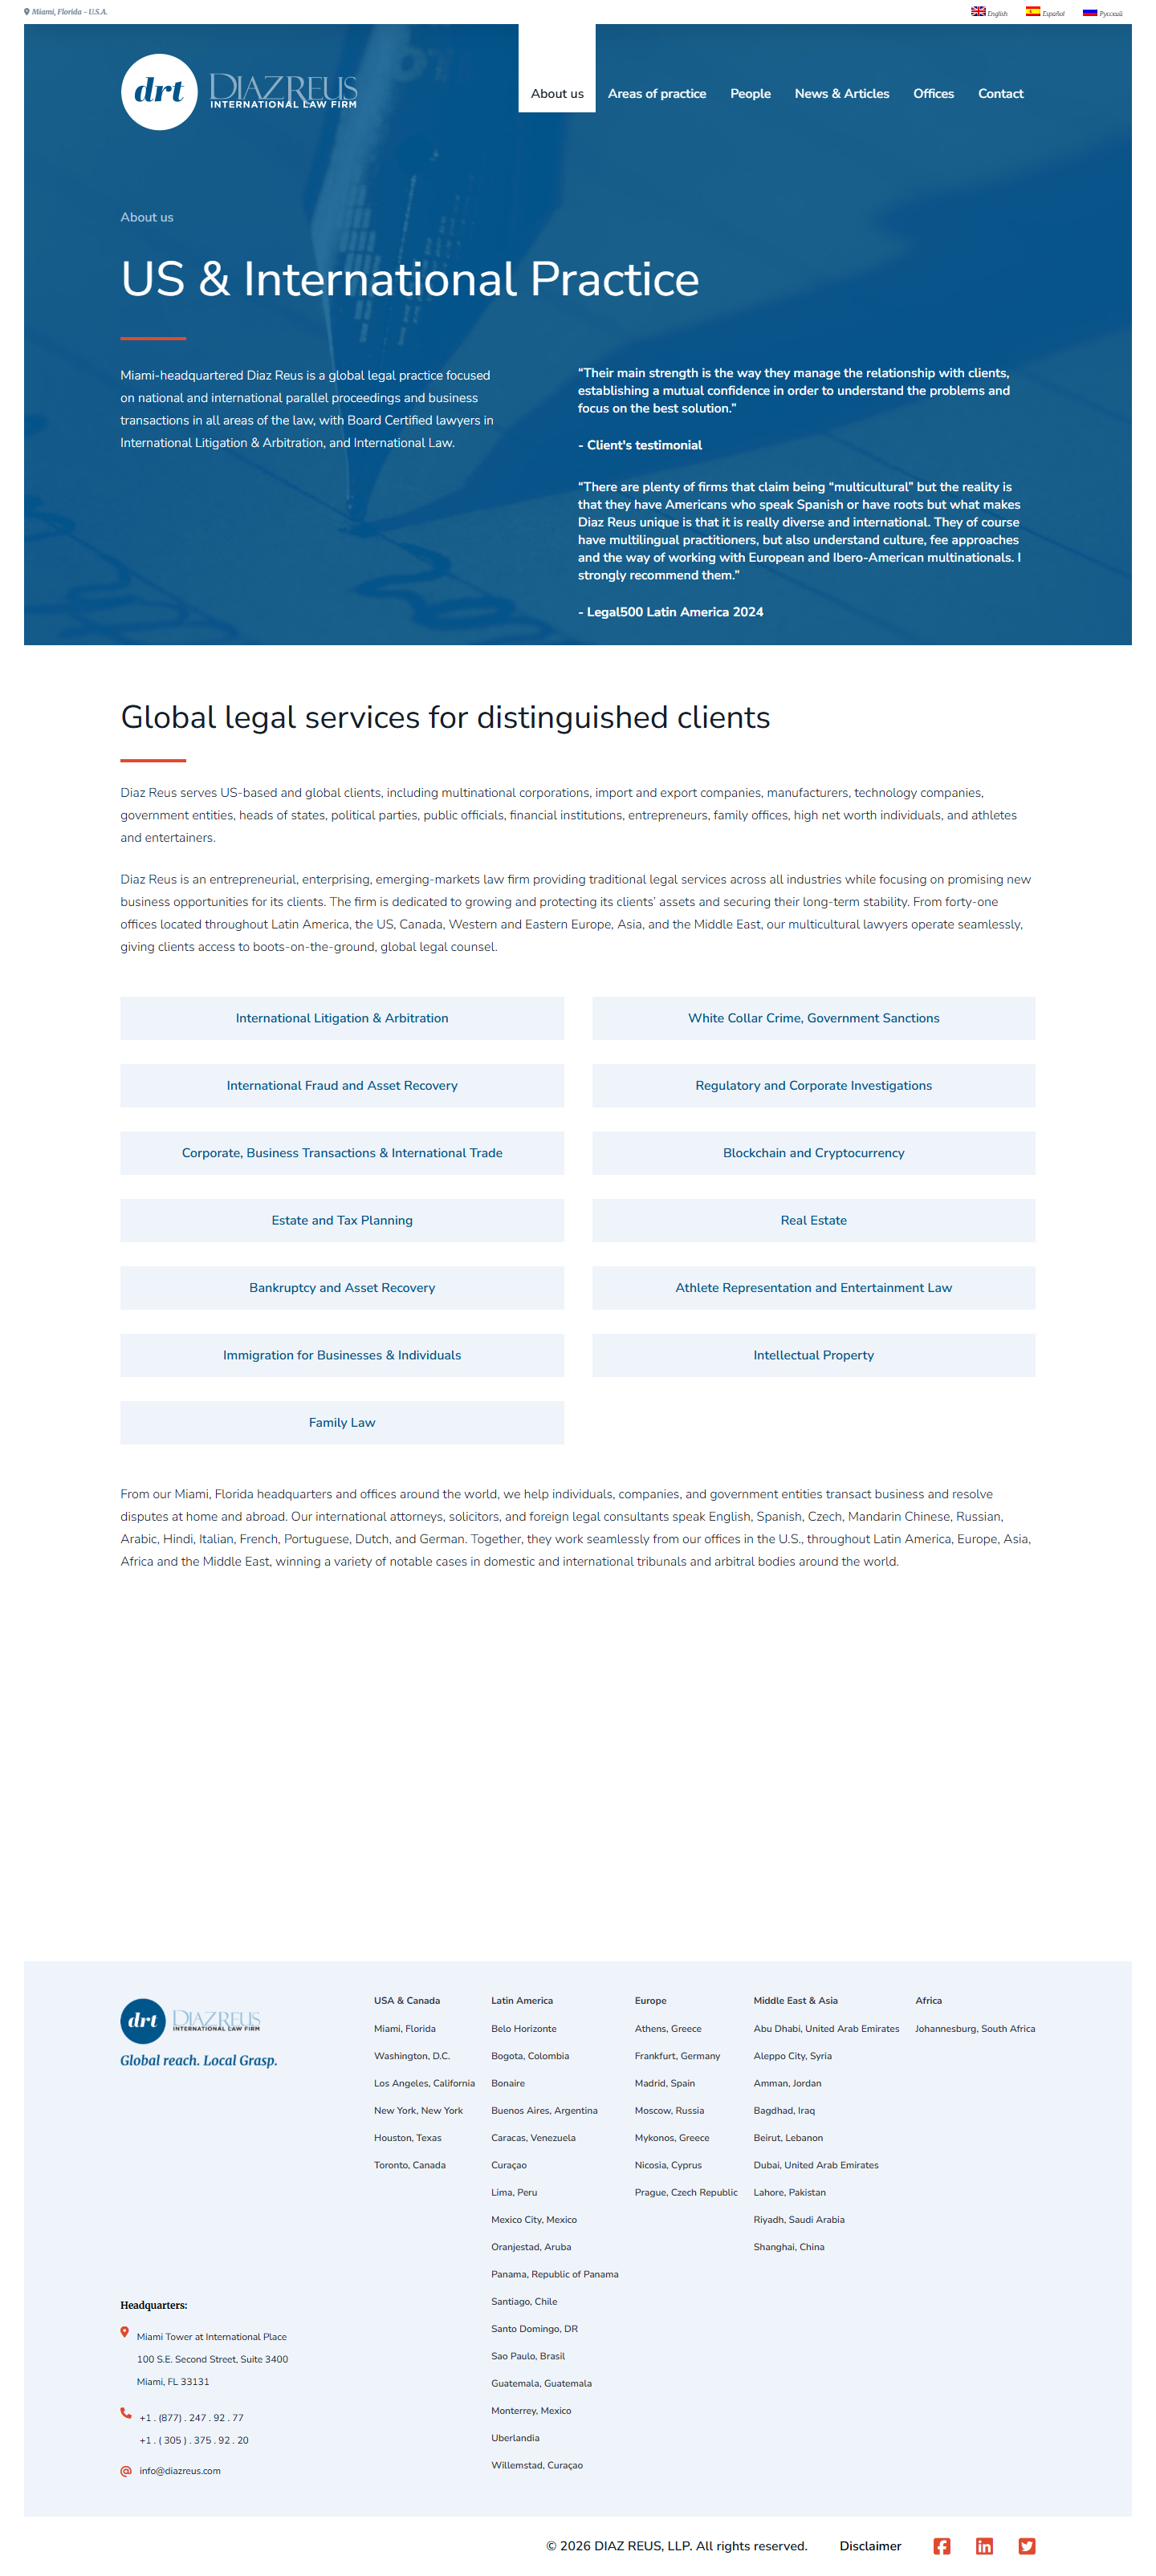 Miami, Florida - U.S.A.
English Español Русский
drt DIAZREUS
INTERNATIONAL LAW FIRM
About us Areas of practice People News & Articles Offices Contact
About us
US & International Practice
Miami-headquartered Diaz Reus is a global legal practice focused
on national and international parallel proceedings and business
transactions in all areas of the law, with Board Certified lawyers in
International Litigation & Arbitration, and International Law.
“Their main strength is the way they manage the relationship with clients,
establishing a mutual confidence in order to understand the problems and
focus on the best solution.”
- Client's testimonial
“There are plenty of firms that claim being “multicultural” but the reality is
that they have Americans who speak Spanish or have roots but what makes
Diaz Reus unique is that it is really diverse and international. They of course
have multilingual practitioners, but also understand culture, fee approaches
and the way of working with European and Ibero-American multinationals. I
strongly recommend them.”
- Legal500 Latin America 2024
Global legal services for distinguished clients
Diaz Reus serves US-based and global clients, including multinational corporations, import and export companies, manufacturers, technology companies,
government entities, heads of states, political parties, public officials, financial institutions, entrepreneurs, family offices, high net worth individuals, and athletes
and entertainers.
Diaz Reus is an entrepreneurial, enterprising, emerging-markets law firm providing traditional legal services across all industries while focusing on promising new
business opportunities for its clients. The firm is dedicated to growing and protecting its clients’ assets and securing their long-term stability. From forty-one
offices located throughout Latin America, the US, Canada, Western and Eastern Europe, Asia, and the Middle East, our multicultural lawyers operate seamlessly,
giving clients access to boots-on-the-ground, global legal counsel.
International Litigation & Arbitration
White Collar Crime, Government Sanctions
International Fraud and Asset Recovery
Regulatory and Corporate Investigations
Corporate, Business Transactions & International Trade
Blockchain and Cryptocurrency
Estate and Tax Planning
Real Estate
Bankruptcy and Asset Recovery
Athlete Representation and Entertainment Law
Immigration for Businesses & Individuals
Intellectual Property
Family Law
From our Miami, Florida headquarters and offices around the world, we help individuals, companies, and government entities transact business and resolve
disputes at home and abroad. Our international attorneys, solicitors, and foreign legal consultants speak English, Spanish, Czech, Mandarin Chinese, Russian,
Arabic, Hindi, Italian, French, Portuguese, Dutch, and German. Together, they work seamlessly from our offices in the U.S., throughout Latin America, Europe, Asia,
Africa and the Middle East, winning a variety of notable cases in domestic and international tribunals and arbitral bodies around the world.
drt DIAZREUS
INTERNATIONAL LAW FIRM
Global reach. Local Grasp.
Headquarters:
Miami Tower at International Place
100 S.E. Second Street, Suite 3400
Miami, FL 33131
+1 . (877) . 247 . 92 . 77
+1 . ( 305 ) . 375 . 92 . 20
info@diazreus.com
USA & Canada
Miami, Florida
Washington, D.C.
Los Angeles, California
New York, New York
Houston, Texas
Toronto, Canada
Latin America
Belo Horizonte
Bogota, Colombia
Bonaire
Buenos Aires, Argentina
Caracas, Venezuela
Curaçao
Lima, Peru
Mexico City, Mexico
Oranjestad, Aruba
Panama, Republic of Panama
Santiago, Chile
Santo Domingo, DR
Sao Paulo, Brasil
Guatemala, Guatemala
Monterrey, Mexico
Uberlandia
Willemstad, Curaçao
Europe
Athens, Greece
Frankfurt, Germany
Madrid, Spain
Moscow, Russia
Mykonos, Greece
Nicosia, Cyprus
Prague, Czech Republic
Middle East & Asia
Abu Dhabi, United Arab Emirates
Aleppo City, Syria
Amman, Jordan
Bagdhad, Iraq
Beirut, Lebanon
Dubai, United Arab Emirates
Lahore, Pakistan
Riyadh, Saudi Arabia
Shanghai, China
Africa
Johannesburg, South Africa
© 2026 DIAZ REUS, LLP. All rights reserved. Disclaimer